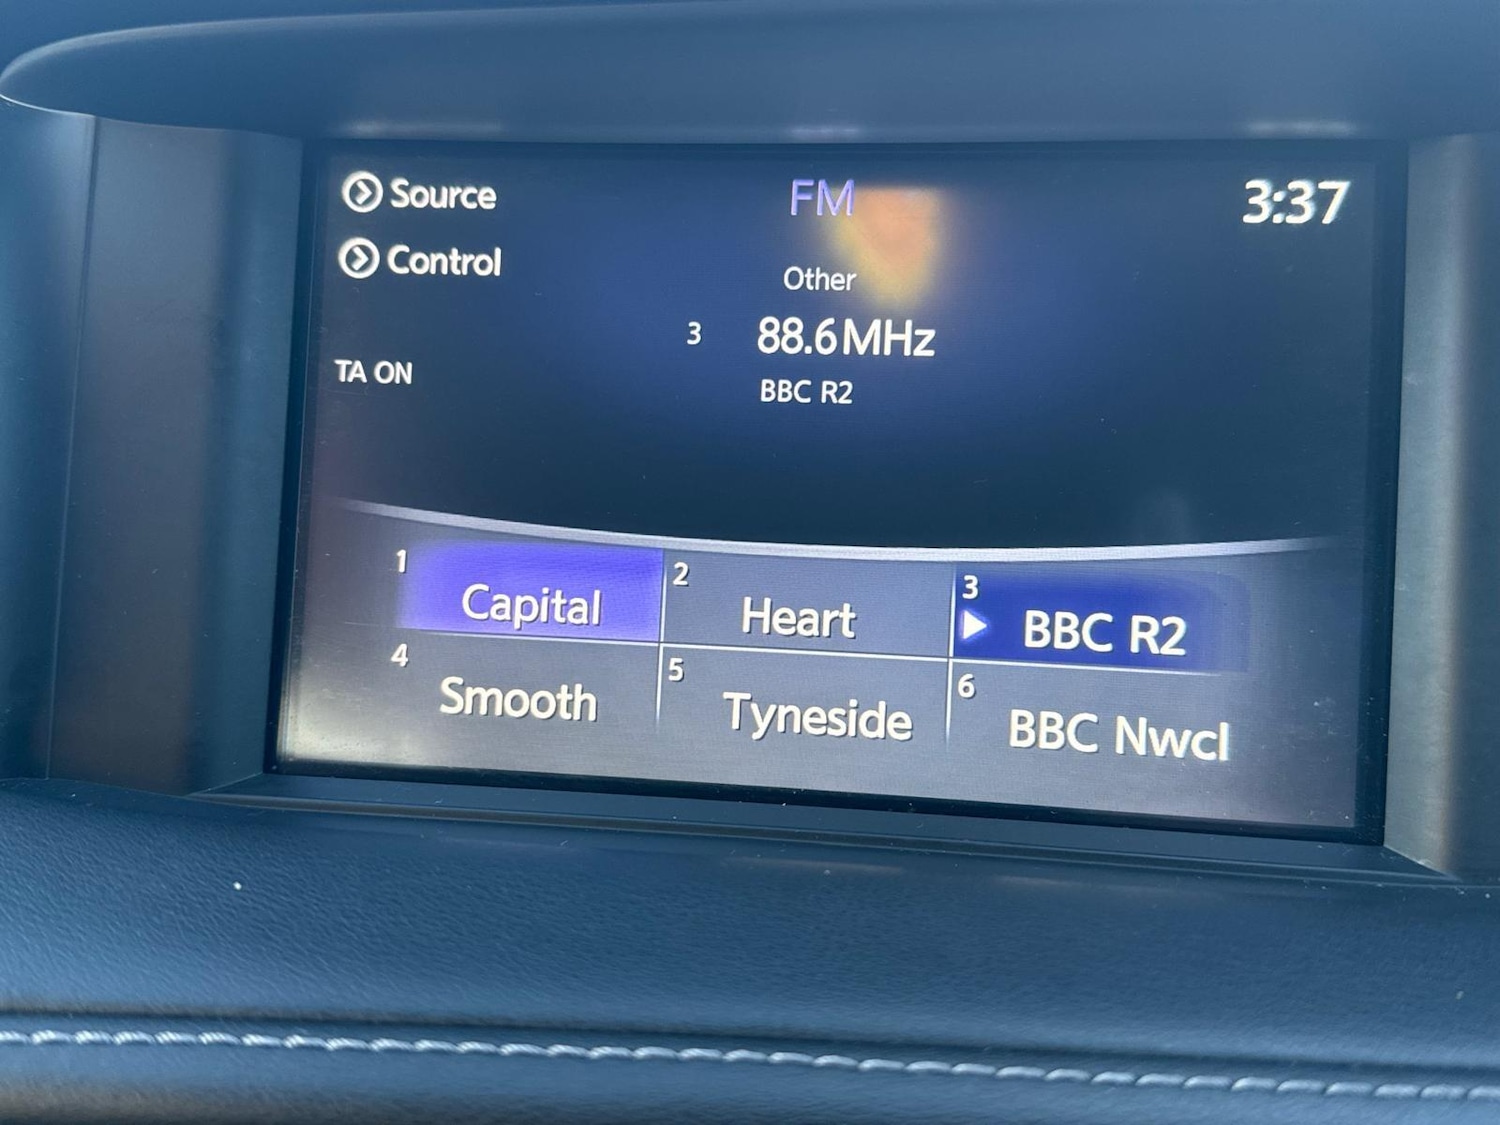 Source
FM
3:37
Control
Other
3 88.6MHz
TA ON
BBC R2
1 Capital
2 Heart
3 BBC R2
4 Smooth
5 Tyneside
6 BBC Nwcl